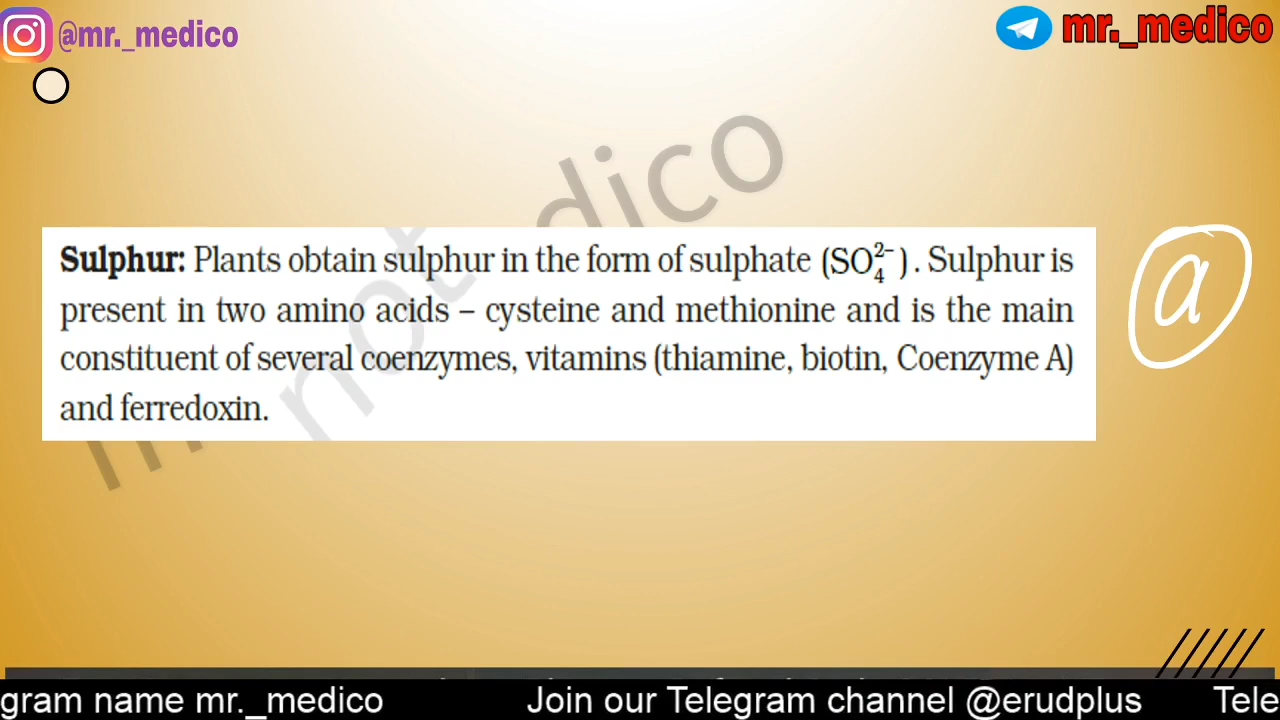 @mr._medico
mr._medico
Sulphur: Plants obtain sulphur in the form of sulphate (SO₄²⁻). Sulphur is
present in two amino acids – cysteine and methionine and is the main
constituent of several coenzymes, vitamins (thiamine, biotin, Coenzyme A)
and ferredoxin.
a
gram name mr._medico Join our Telegram channel @erudplus Tele